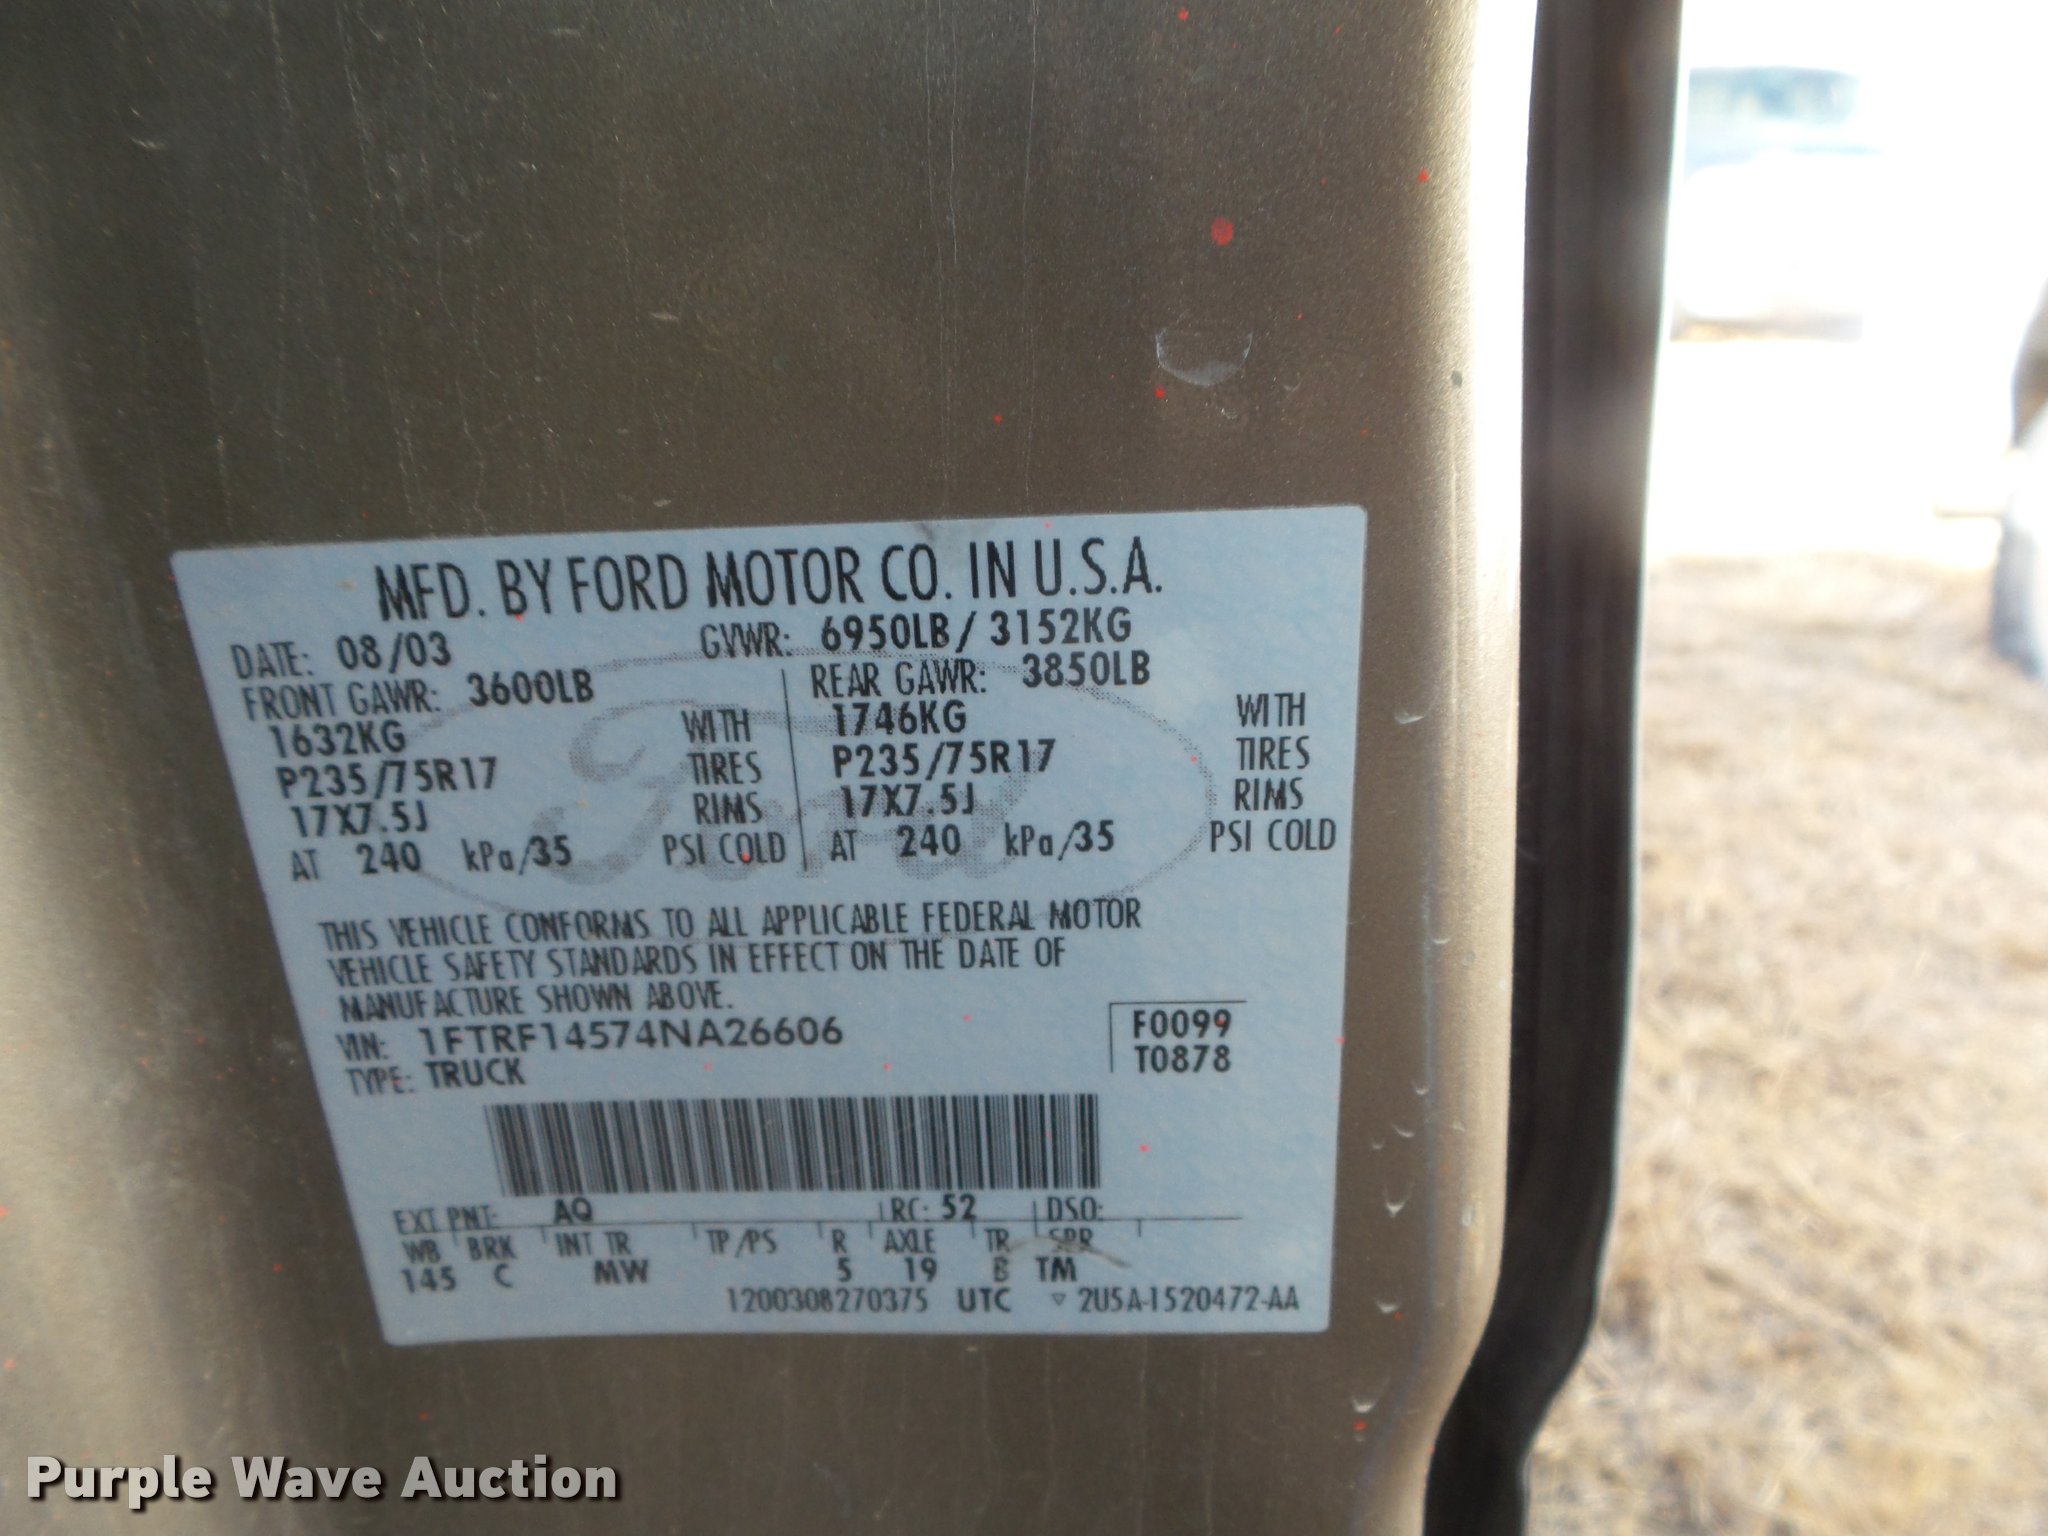 MFD. BY FORD MOTOR CO. IN U.S.A.
DATE: 08/03 GVWR: 6950LB/ 3152KG
FRONT GAWR: 3600LB REAR GAWR: 3850LB
1632KG WITH 1746KG WITH
P235/75R17 TIRES P235/75R17 TIRES
17X7.5J RIMS 17X7.5J RIMS
AT 240 kPa/35 PSI COLD AT 240 kPa/35 PSI COLD
Ford
THIS VEHICLE CONFORMS TO ALL APPLICABLE FEDERAL MOTOR
VEHICLE SAFETY STANDARDS IN EFFECT ON THE DATE OF
MANUFACTURE SHOWN ABOVE.
VIN: 1FTRF14574NA26606 F0099
TYPE: TRUCK T0878
EXT PNT: AQ RC: 52 DSO:
WB BRK INT TR TP/PS R AXLE TR SPR
145 C MW 5 19 B TM
1200308270375 UTC ▽ 2U5A-1520472-AA
Purple Wave Auction